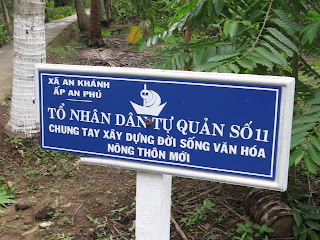 XÃ AN KHÁNH
ẤP AN PHÚ
TỔ NHÂN DÂN TỰ QUẢN SỐ 11
CHUNG TAY XÂY DỰNG ĐỜI SỐNG VĂN HÓA
NÔNG THÔN MỚI